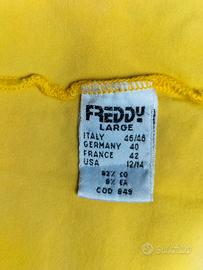 FREDDY
LARGE
ITALY 46/48
GERMANY 40
FRANCE 42
USA 12/14
92% CO
8% EA
COD 849
subito